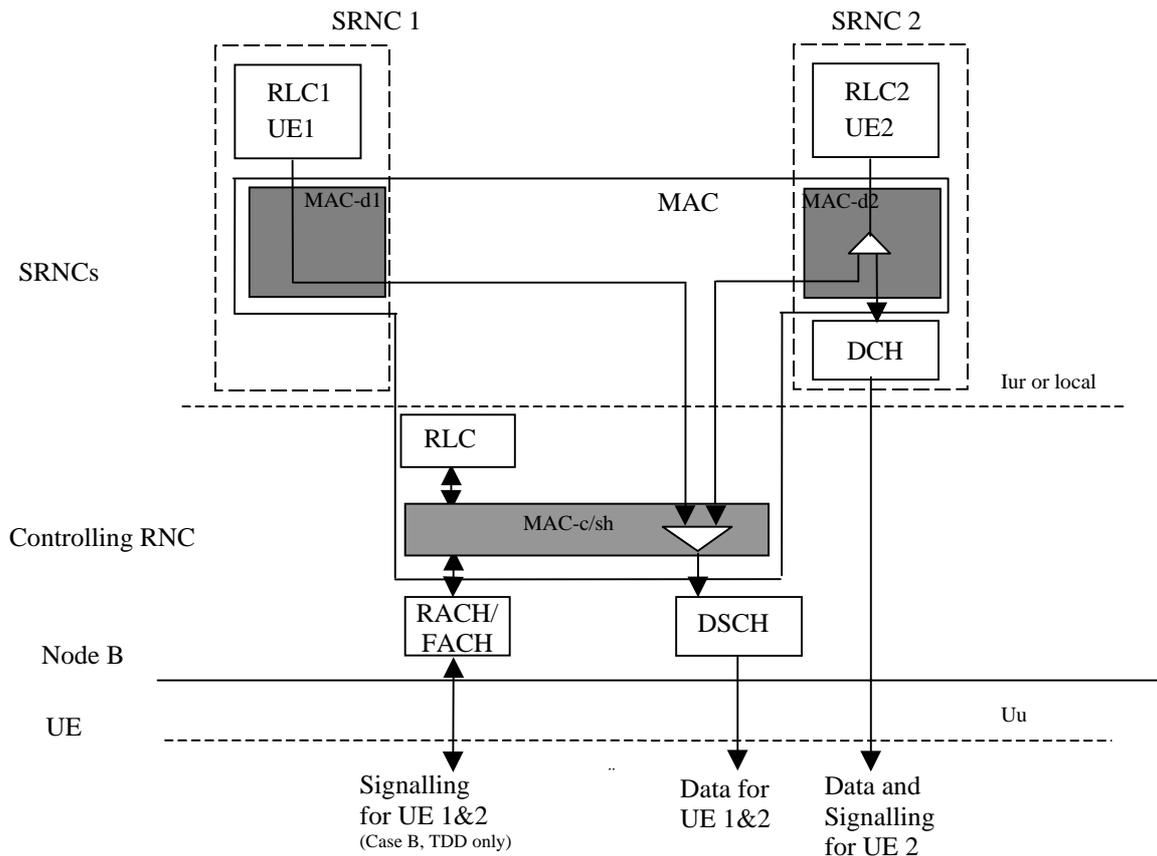 SRNC 1
SRNC 2
RLC1
UE1
RLC2
UE2
MAC-d1
MAC
MAC-d2
SRNCs
DCH
Iur or local
RLC
MAC-c/sh
Controlling RNC
RACH/
FACH
DSCH
Node B
UE
Uu
Signalling
for UE 1&2
(Case B, TDD only)
..
Data for
UE 1&2
Data and
Signalling
for UE 2